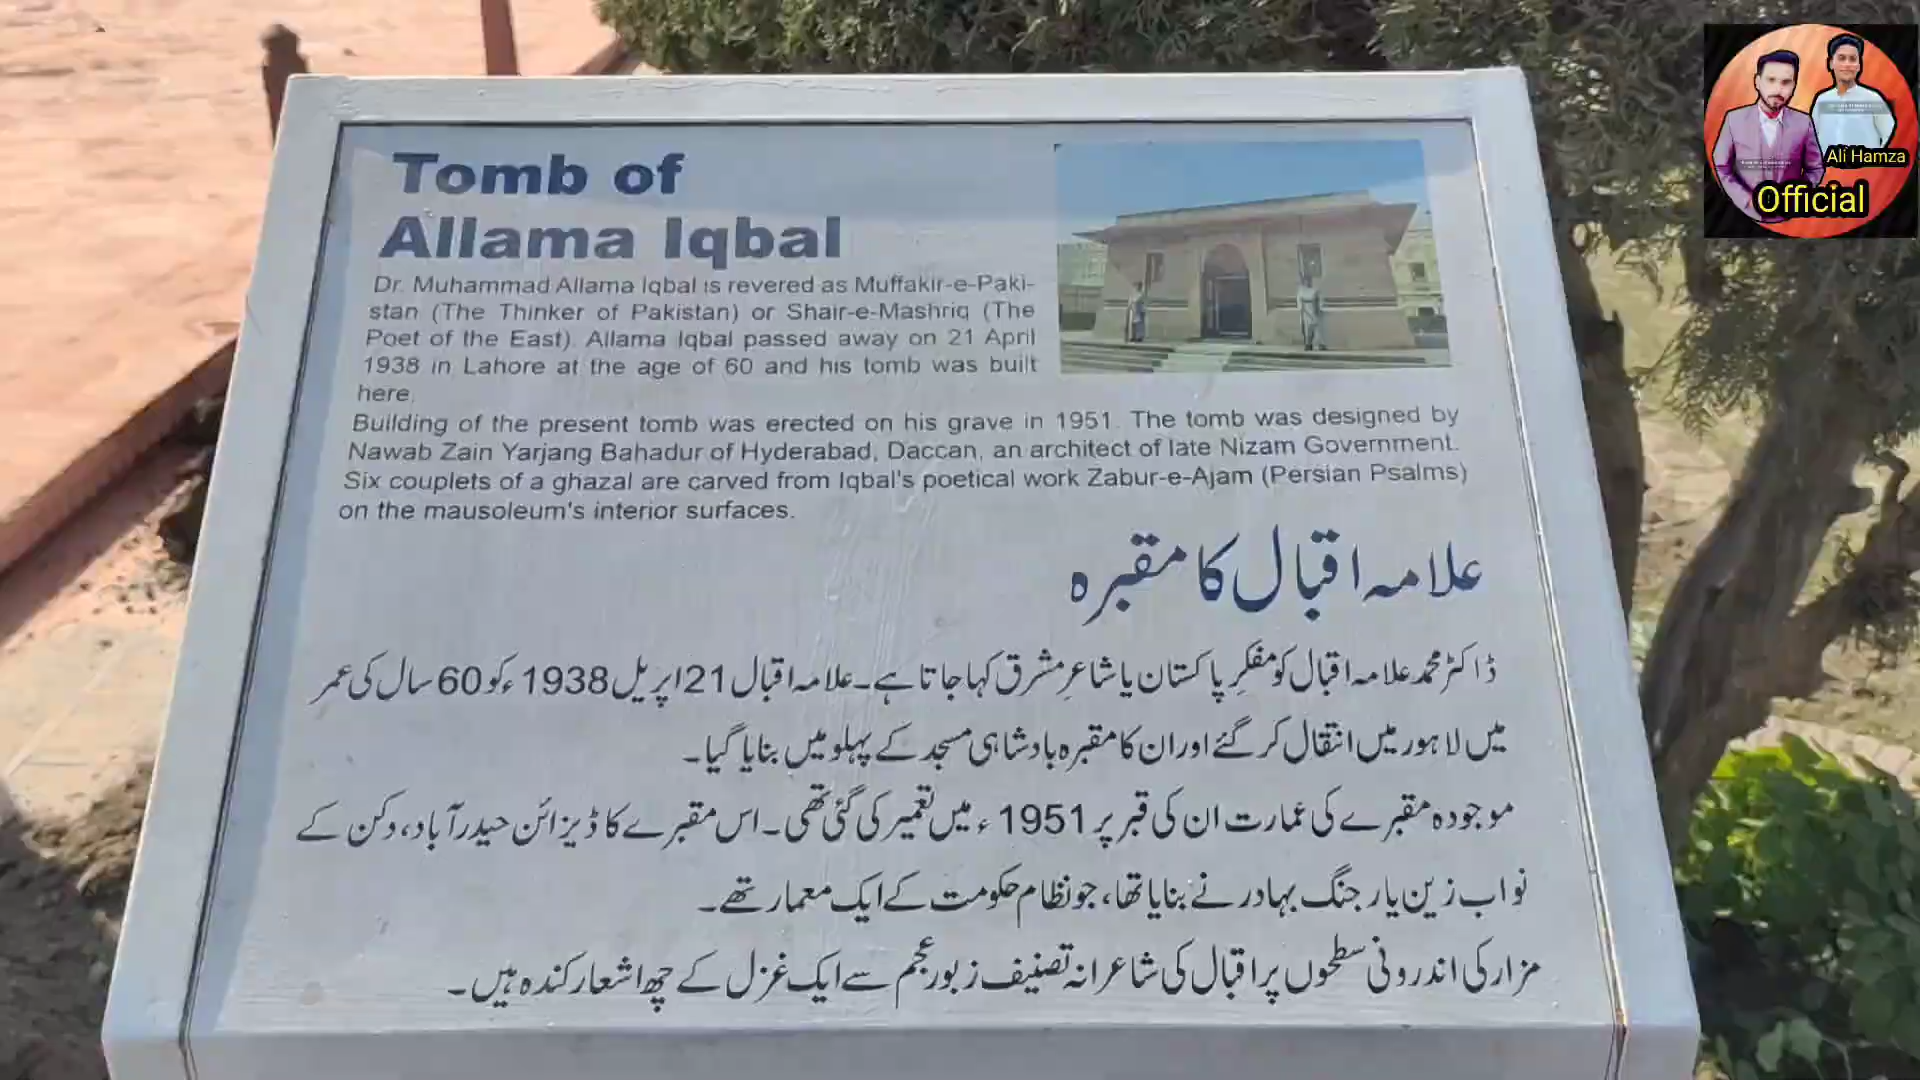 Tomb of
Allama Iqbal
Dr. Muhammad Allama Iqbal is revered as Muffakir-e-Paki-
stan (The Thinker of Pakistan) or Shair-e-Mashriq (The
Poet of the East). Allama Iqbal passed away on 21 April
1938 in Lahore at the age of 60 and his tomb was built
here.
Building of the present tomb was erected on his grave in 1951. The tomb was designed by
Nawab Zain Yarjang Bahadur of Hyderabad, Daccan, an architect of late Nizam Government.
Six couplets of a ghazal are carved from Iqbal's poetical work Zabur-e-Ajam (Persian Psalms)
on the mausoleum's interior surfaces.
علامہ اقبال کا مقبرہ
ڈاکٹر محمد علامہ اقبال کو مفکرِ پاکستان یا شاعرِ مشرق کہا جاتا ہے۔ علامہ اقبال 21 اپریل 1938ء کو 60 سال کی عمر
میں لاہور میں انتقال کر گئے اور ان کا مقبرہ بادشاہی مسجد کے پہلو میں بنایا گیا۔
موجودہ مقبرے کی عمارت ان کی قبر پر 1951ء میں تعمیر کی گئی تھی۔ اس مقبرے کا ڈیزائن حیدرآباد، دکن کے
نواب زین یار جنگ بہادر نے بنایا تھا، جو نظام حکومت کے ایک معمار تھے۔
مزار کی اندرونی سطحوں پر اقبال کی شاعرانہ تصنیف زبور عجم سے ایک غزل کے چھ اشعار کندہ ہیں۔
Ali Hamza
Official